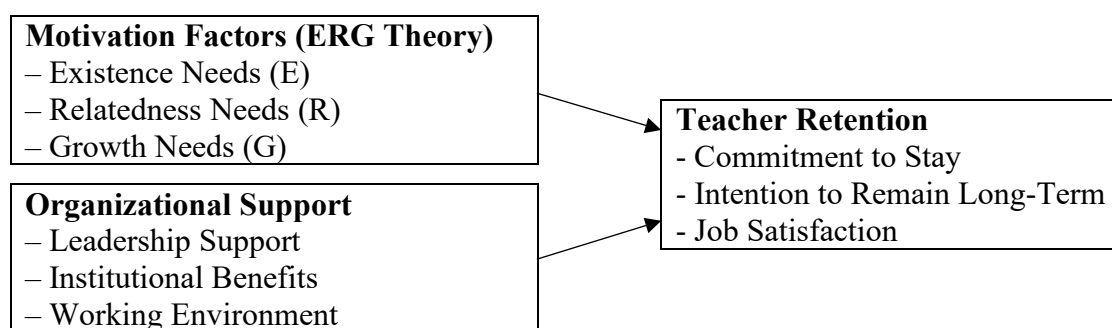 Motivation Factors (ERG Theory)
– Existence Needs (E)
– Relatedness Needs (R)
– Growth Needs (G)
Organizational Support
– Leadership Support
– Institutional Benefits
– Working Environment
Teacher Retention
- Commitment to Stay
- Intention to Remain Long-Term
- Job Satisfaction